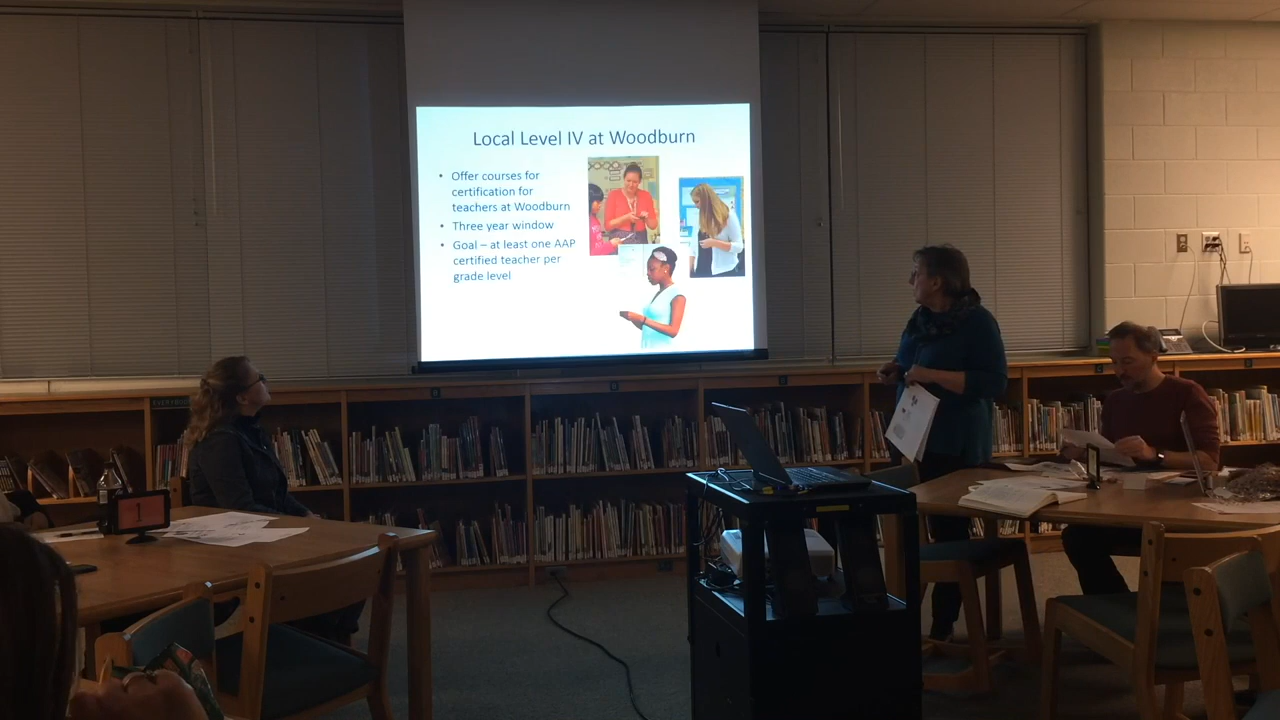 Local Level IV at Woodburn
• Offer courses for
certification for
teachers at Woodburn
• Three year window
• Goal – at least one AAP
certified teacher per
grade level
1